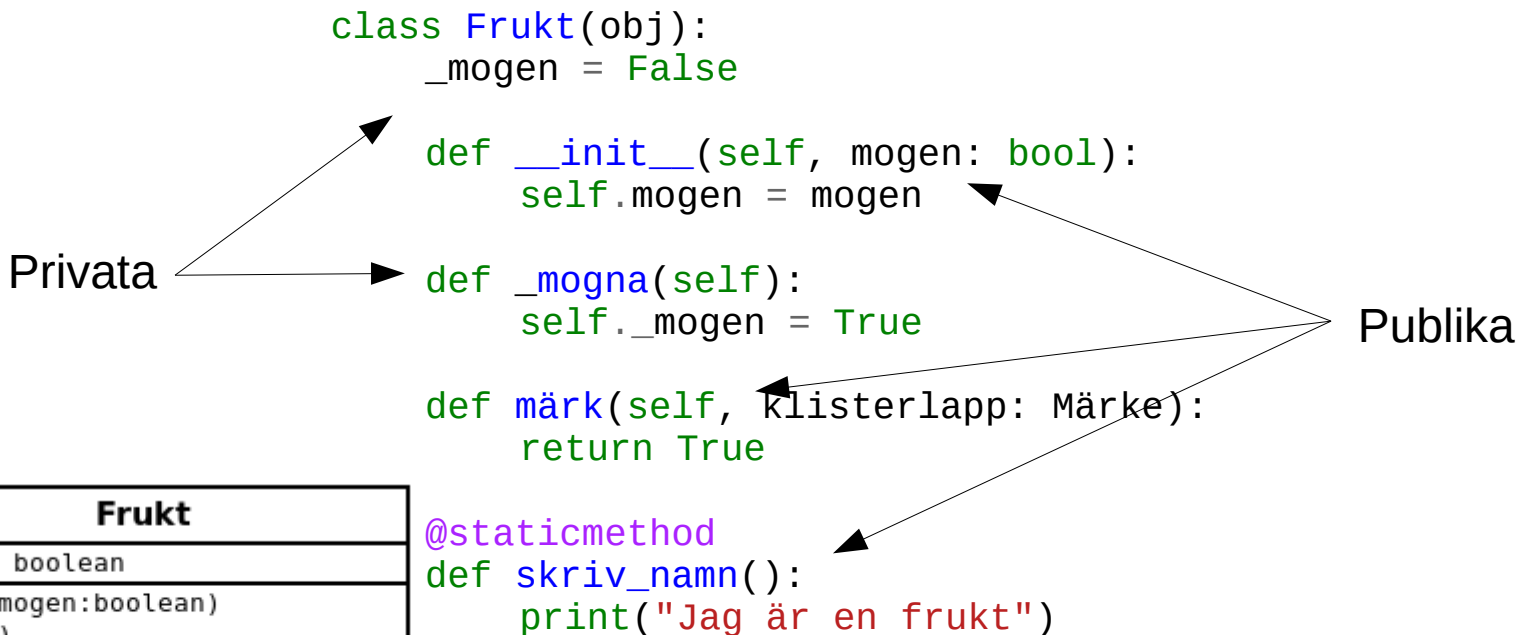 class Frukt(obj):
_mogen = False
def __init__(self, mogen: bool):
self.mogen = mogen
Privata
def _mogna(self):
self._mogen = True
Publika
def märk(self, klisterlapp: Märke):
return True
Frukt
@staticmethod
boolean
def skriv_namn():
mogen:boolean)
print("Jag är en frukt")
)